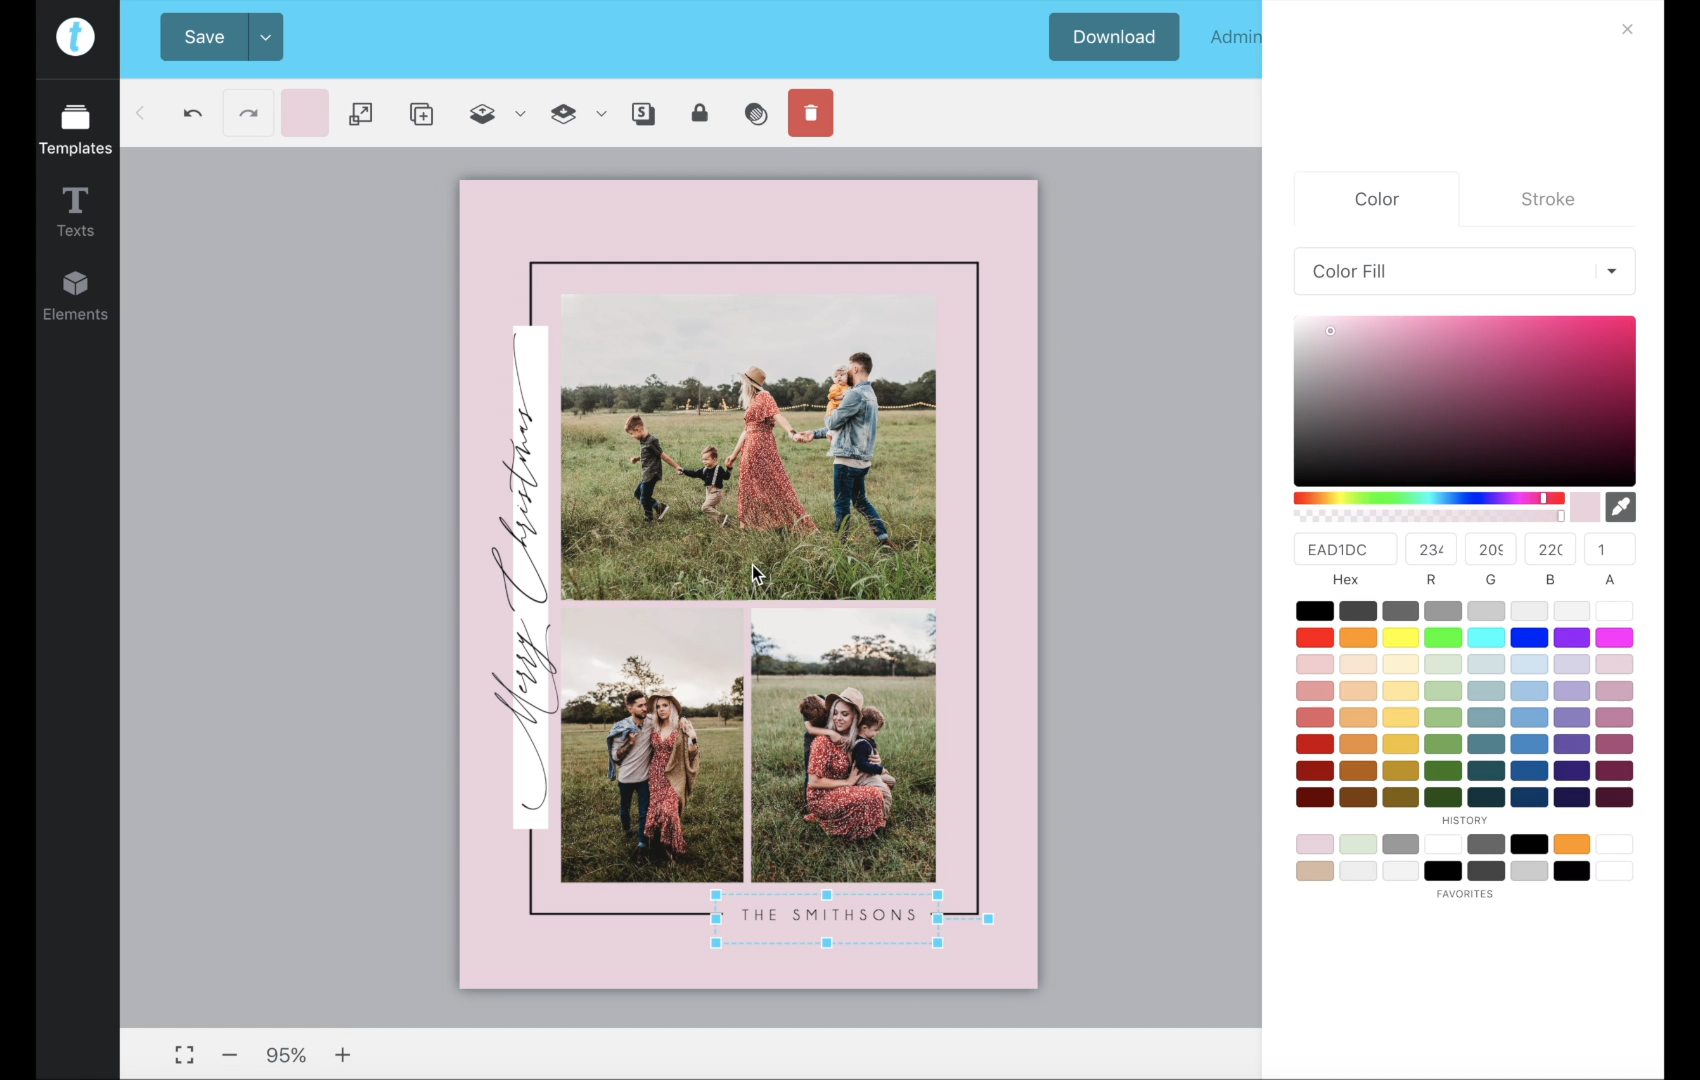 t
Save
Download
Admin
Templates
Texts
Elements
S
Color
Stroke
Color Fill
Merry Christmas
EAD1DC
234
209
220
1
Hex
R
G
B
A
HISTORY
FAVORITES
THE SMITHSONS
95%